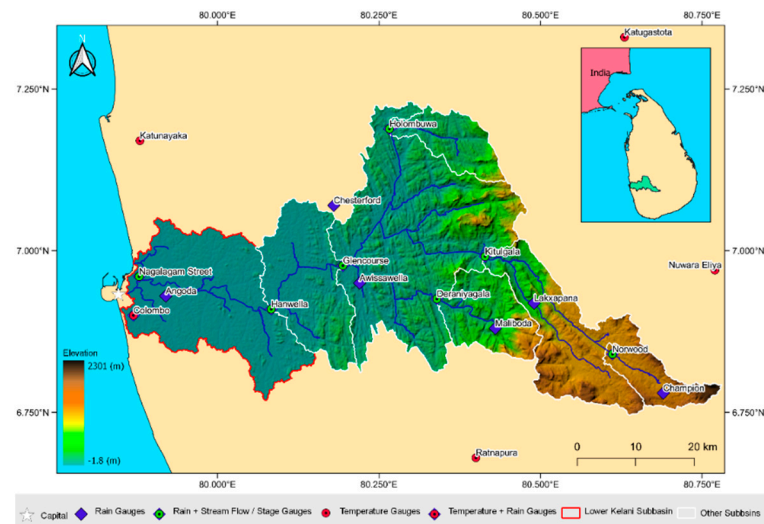 80.000°E 80.250°E 80.500°E 80.750°E
N
Katugastota
7.250°N
7.250°N
India
Katunayaka
Holombuwa
Chesterford
7.000°N
7.000°N
Nagalagam Street
Glencourse
Kitulgala
Nuwara Eliya
Angoda
Awissawella
Colombo
Hanwella
Deraniyagala
Lakxapana
Maliboda
Norwood
Elevation
2301 (m)
-1.8 (m)
Champion
6.750°N
6.750°N
Ratnapura
0 10 20 km
80.000°E 80.250°E 80.500°E 80.750°E
Capital Rain Gauges Rain + Stream Flow / Stage Gauges Temperature Gauges Temperature + Rain Gauges Lower Kelani Subbasin Other Subbsins